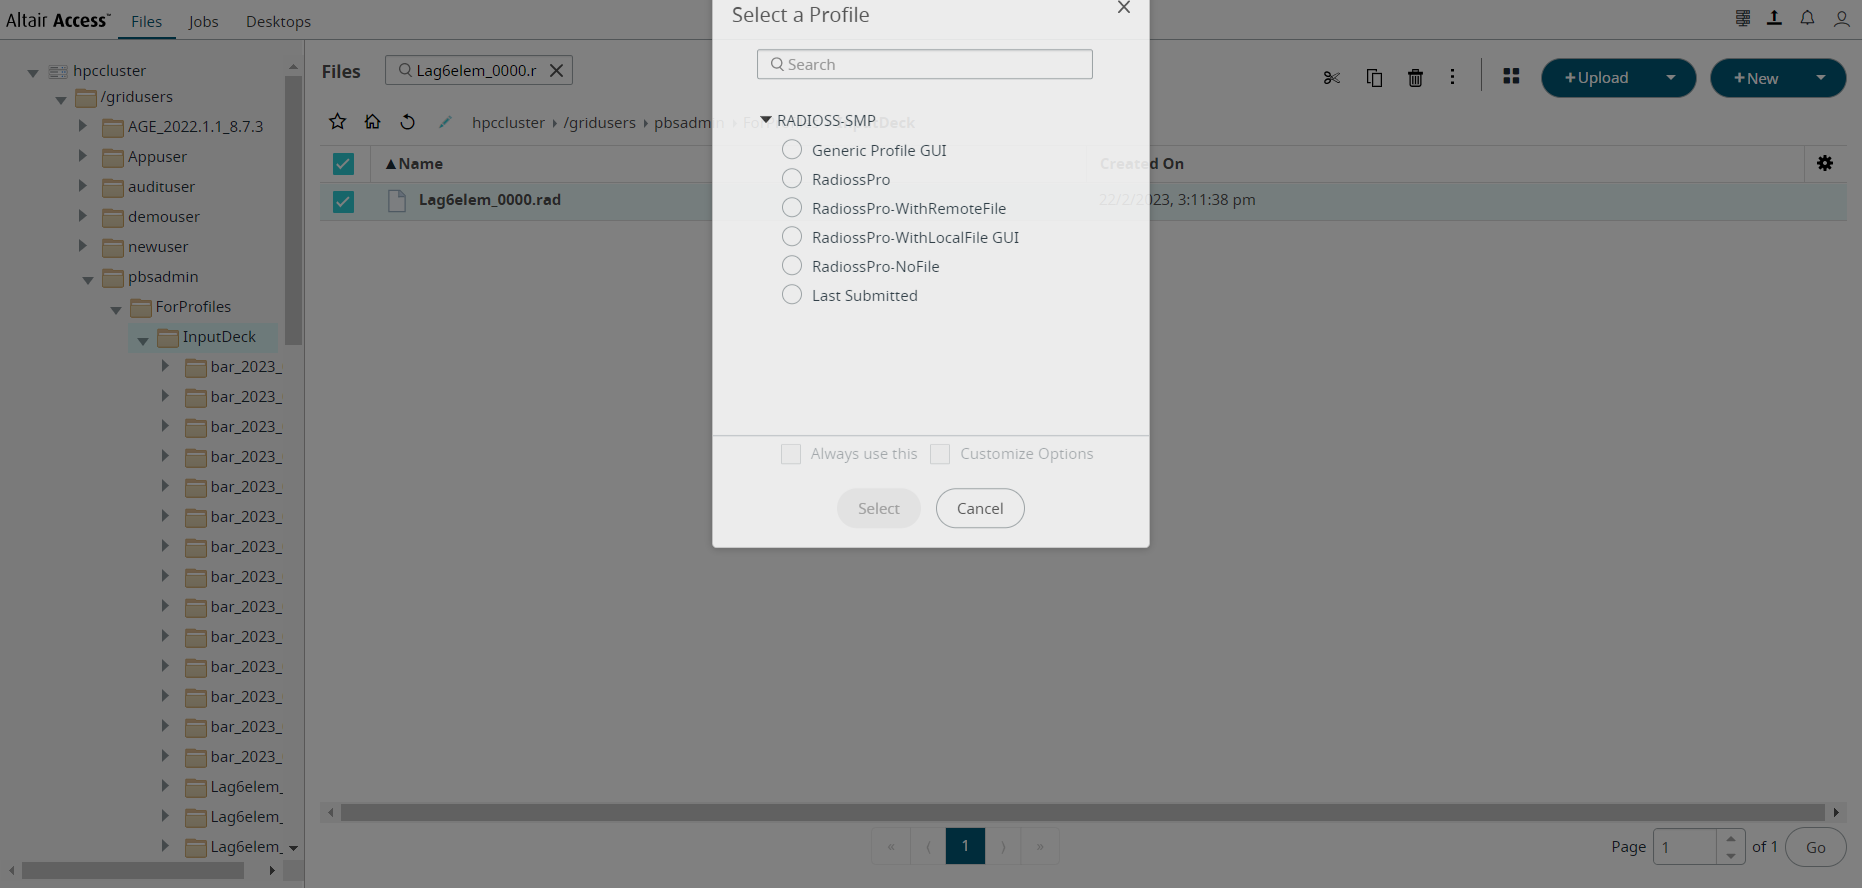 Altair Access™ Files Jobs Desktops
hpccluster
/gridusers
AGE_2022.1.1_8.7.3
Appuser
audituser
demouser
newuser
pbsadmin
ForProfiles
InputDeck
bar_2023_
bar_2023_
bar_2023_
bar_2023_
bar_2023_
bar_2023_
bar_2023_
bar_2023_
bar_2023_
bar_2023_
bar_2023_
bar_2023_
bar_2023_
bar_2023_
Lag6elem_
Lag6elem_
Lag6elem_
Files Lag6elem_0000.r
+Upload +New
hpccluster › /gridusers › pbsadmin › ForProfiles › InputDeck
Name Created On
Lag6elem_0000.rad 22/2/2023, 3:11:38 pm
Select a Profile
Search
RADIOSS-SMP
Generic Profile GUI
RadiossPro
RadiossPro-WithRemoteFile
RadiossPro-WithLocalFile GUI
RadiossPro-NoFile
Last Submitted
Always use this Customize Options
Select Cancel
« ⟨ 1 ⟩ »
Page 1 of 1 Go